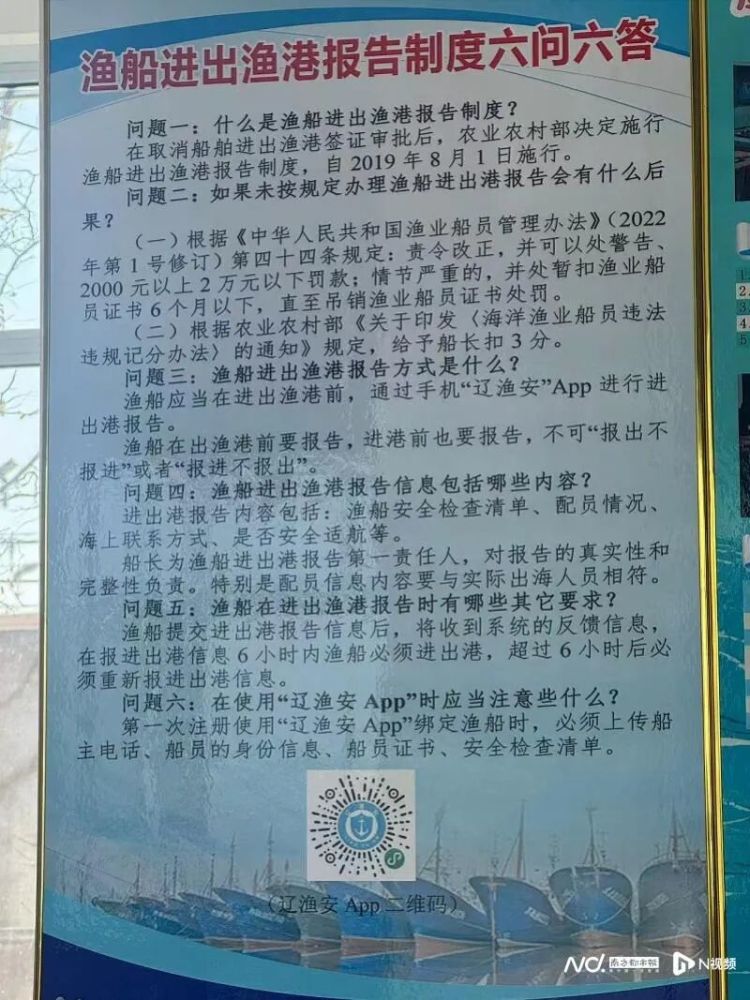 渔船进出渔港报告制度六问六答
问题一：什么是渔船进出渔港报告制度？
在取消船舶进出渔港签证审批后，农业农村部决定施行
渔船进出渔港报告制度，自 2019 年 8 月 1 日施行。
问题二：如果未按规定办理渔船进出港报告会有什么后
果？
（一）根据《中华人民共和国渔业船员管理办法》（2022
年第 1 号修订）第四十四条规定：责令改正，并可以处警告、
2000 元以上 2 万元以下罚款；情节严重的，并处暂扣渔业船
员证书 6 个月以下，直至吊销渔业船员证书处罚。
（二）根据农业农村部《关于印发〈海洋渔业船员违法
违规记分办法〉的通知》规定，给予船长扣 3 分。
问题三：渔船进出渔港报告方式是什么？
渔船应当在进出渔港前，通过手机“辽渔安”App 进行进
出港报告。
渔船在出渔港前要报告，进港前也要报告，不可“报出不
报进”或者“报进不报出”。
问题四：渔船进出渔港报告信息包括哪些内容？
进出港报告内容包括：渔船安全检查清单、配员情况、
海上联系方式、是否安全适航等。
船长为渔船进出港报告第一责任人，对报告的真实性和
完整性负责。特别是配员信息内容要与实际出海人员相符。
问题五：渔船在进出渔港报告时有哪些其它要求？
渔船提交进出港报告信息后，将收到系统的反馈信息，
在报进出港信息 6 小时内渔船必须进出港，超过 6 小时后必
须重新报进出港信息。
问题六：在使用“辽渔安 App”时应当注意些什么？
第一次注册使用“辽渔安 App”绑定渔船时，必须上传船
主电话、船员的身份信息、船员证书、安全检查清单。
（辽渔安 App 二维码）
南方都市报
N视频